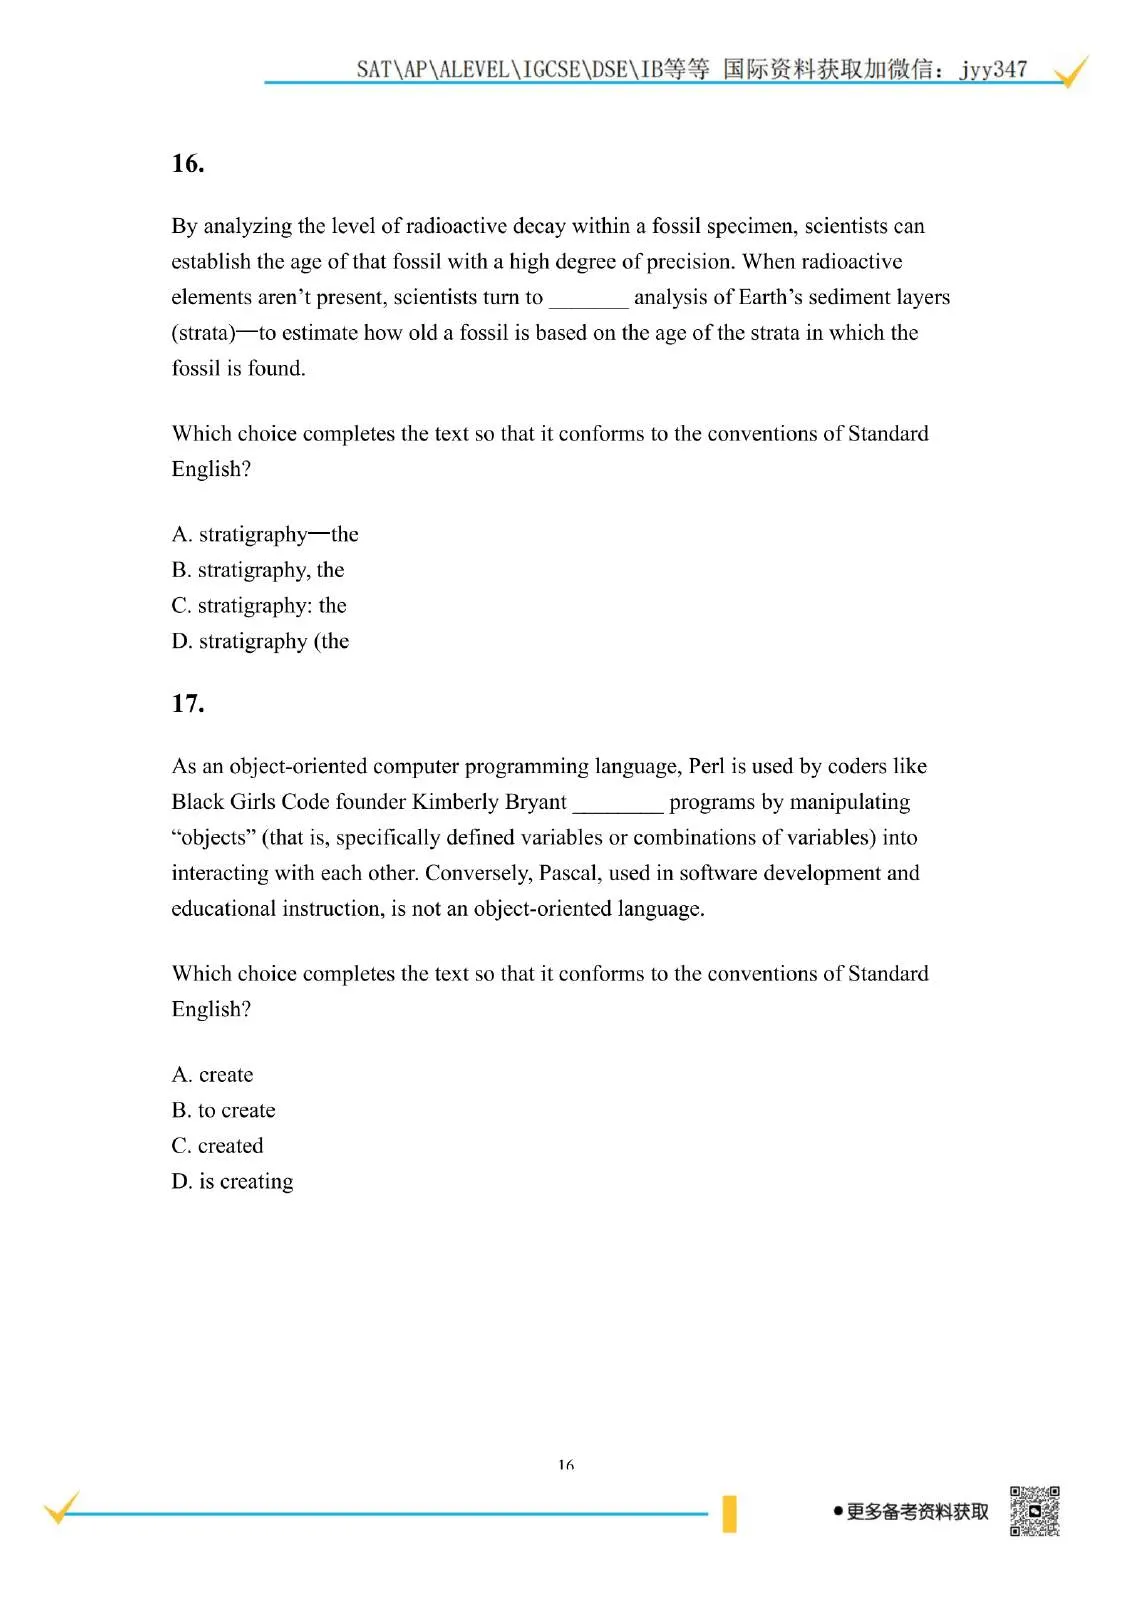 SAT\AP\ALEVEL\IGCSE\DSE\IB等等 国际资料获取加微信：jyy347
16.
By analyzing the level of radioactive decay within a fossil specimen, scientists can
establish the age of that fossil with a high degree of precision. When radioactive
elements aren’t present, scientists turn to _______ analysis of Earth’s sediment layers
(strata)—to estimate how old a fossil is based on the age of the strata in which the
fossil is found.
Which choice completes the text so that it conforms to the conventions of Standard
English?
A. stratigraphy—the
B. stratigraphy, the
C. stratigraphy: the
D. stratigraphy (the
17.
As an object-oriented computer programming language, Perl is used by coders like
Black Girls Code founder Kimberly Bryant ________ programs by manipulating
“objects” (that is, specifically defined variables or combinations of variables) into
interacting with each other. Conversely, Pascal, used in software development and
educational instruction, is not an object-oriented language.
Which choice completes the text so that it conforms to the conventions of Standard
English?
A. create
B. to create
C. created
D. is creating
16
●更多备考资料获取